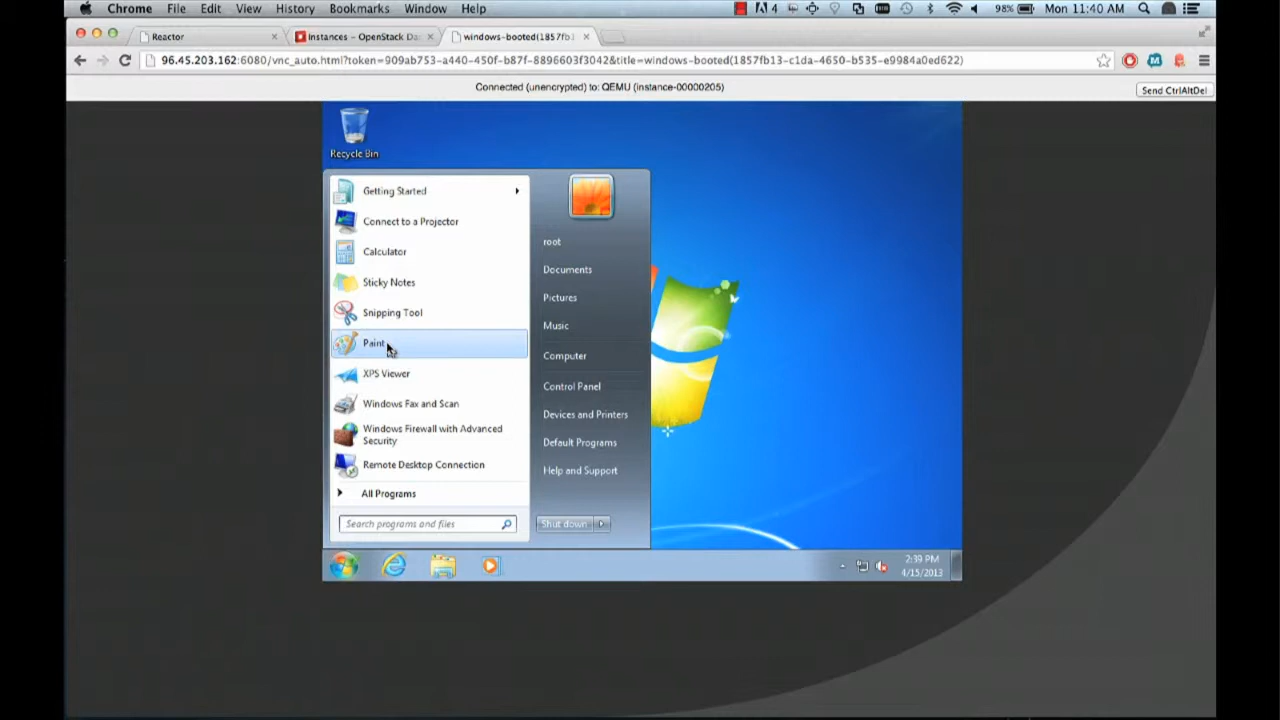 Chrome File Edit View History Bookmarks Window Help 4 98% Mon 11:40 AM
Reactor × Instances – OpenStack Da × windows-booted(1857fb1 ×
96.45.203.162:6080/vnc_auto.html?token=909ab753-a440-450f-b87f-8896603f3042&title=windows-booted(1857fb13-c1da-4650-b535-e9984a0ed622)
Connected (unencrypted) to: QEMU (instance-00000205) Send CtrlAltDel
Recycle Bin
Getting Started
Connect to a Projector
Calculator
Sticky Notes
Snipping Tool
Paint
XPS Viewer
Windows Fax and Scan
Windows Firewall with Advanced
Security
Remote Desktop Connection
All Programs
Search programs and files
root
Documents
Pictures
Music
Computer
Control Panel
Devices and Printers
Default Programs
Help and Support
Shut down
2:39 PM
4/15/2013